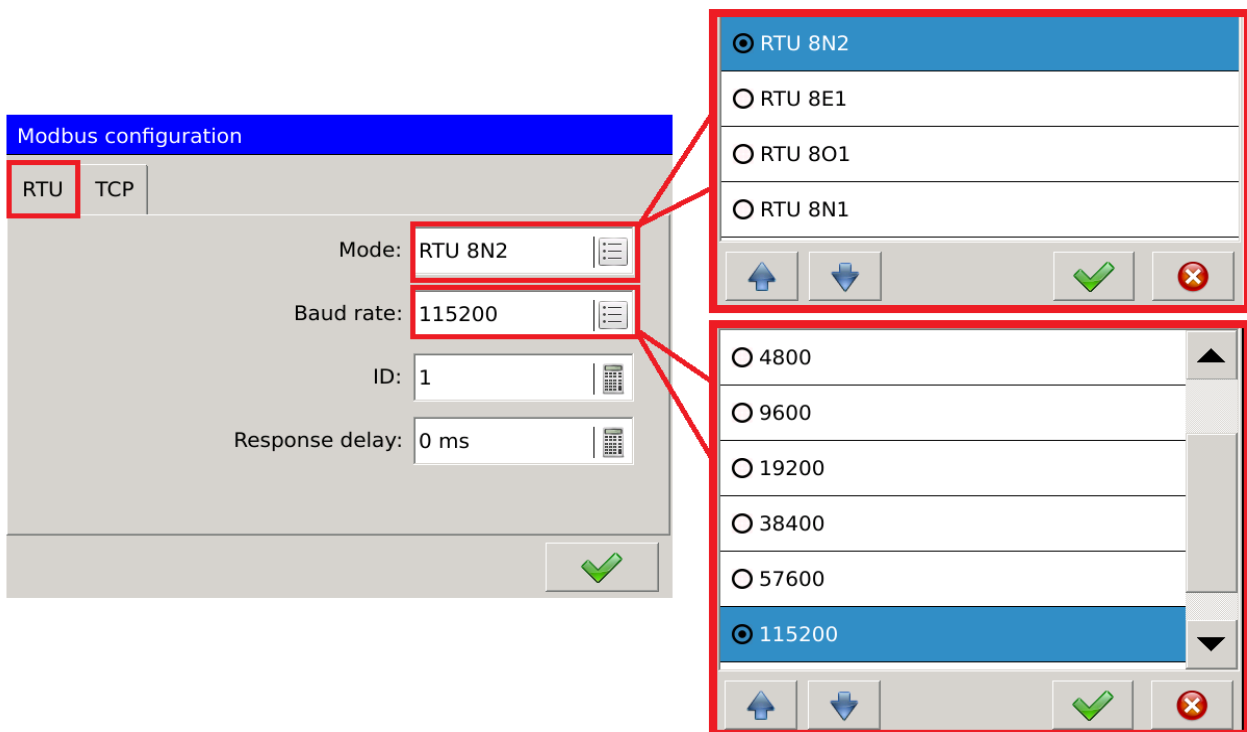 Modbus configuration
RTU TCP
Mode: RTU 8N2
Baud rate: 115200
ID: 1
Response delay: 0 ms
RTU 8N2
RTU 8E1
RTU 8O1
RTU 8N1
4800
9600
19200
38400
57600
115200